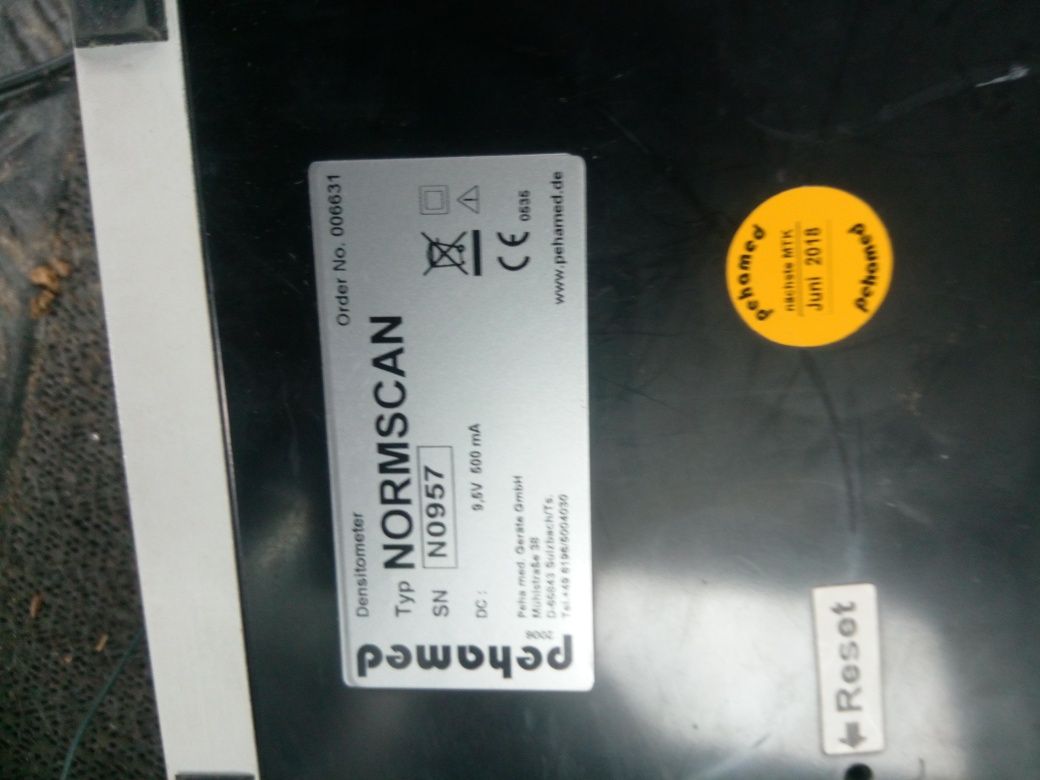 Densitometer
Order No. 006631
Typ NORMSCAN
SN N0957
DC : 9,5V 500 mA
CE 0535
Peha med. Geräte GmbH
Mühlstraße 3B
D-65843 Sulzbach/Ts.
Tel +49 6196/5004030
www.pehamed.de
2008
pehamed
pehamed
nächste MTK
Juni 2018
pehamed
Reset